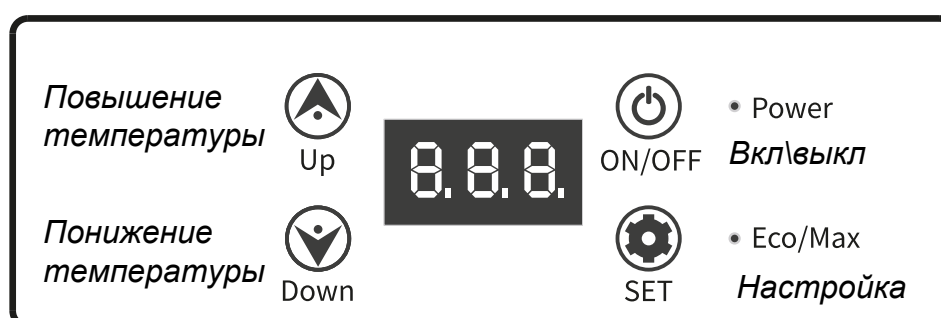 Повышение
температуры
Up
8.8.8.
ON/OFF
• Power
Вкл\выкл
Понижение
температуры
Down
SET
• Eco/Max
Настройка